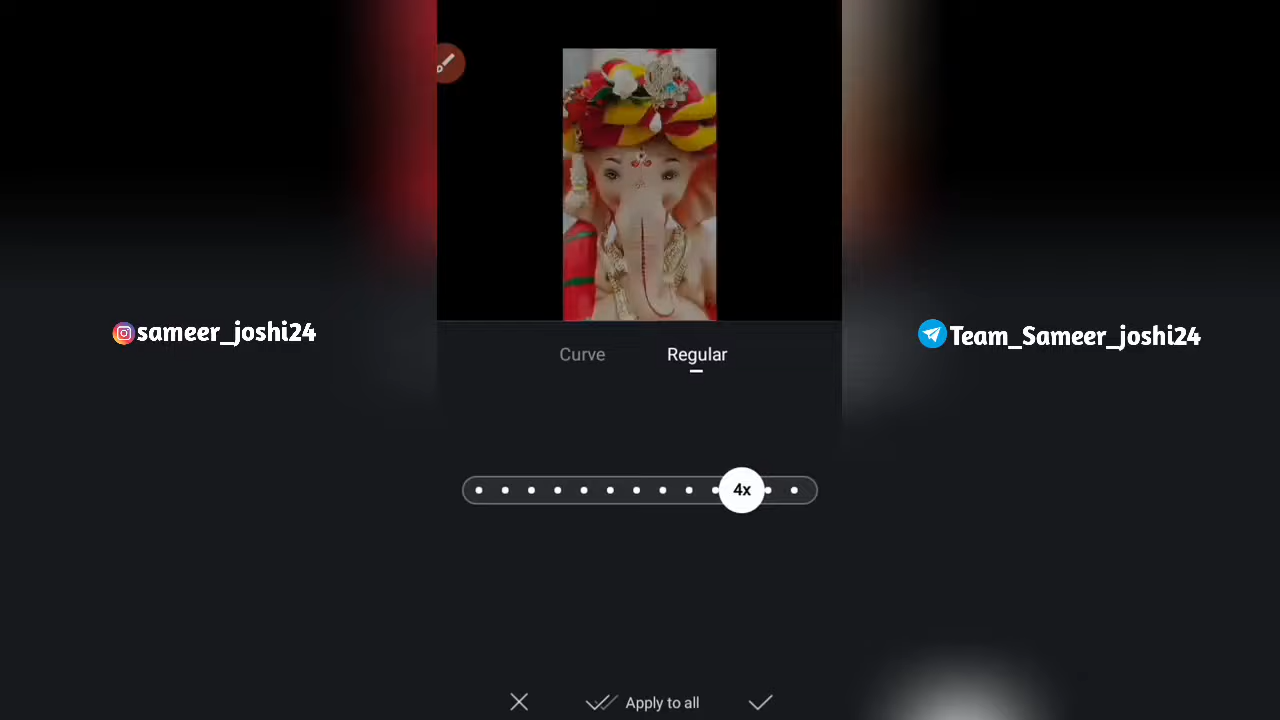 Curve
Regular
sameer_joshi24
Team_Sameer_joshi24
4x
Apply to all